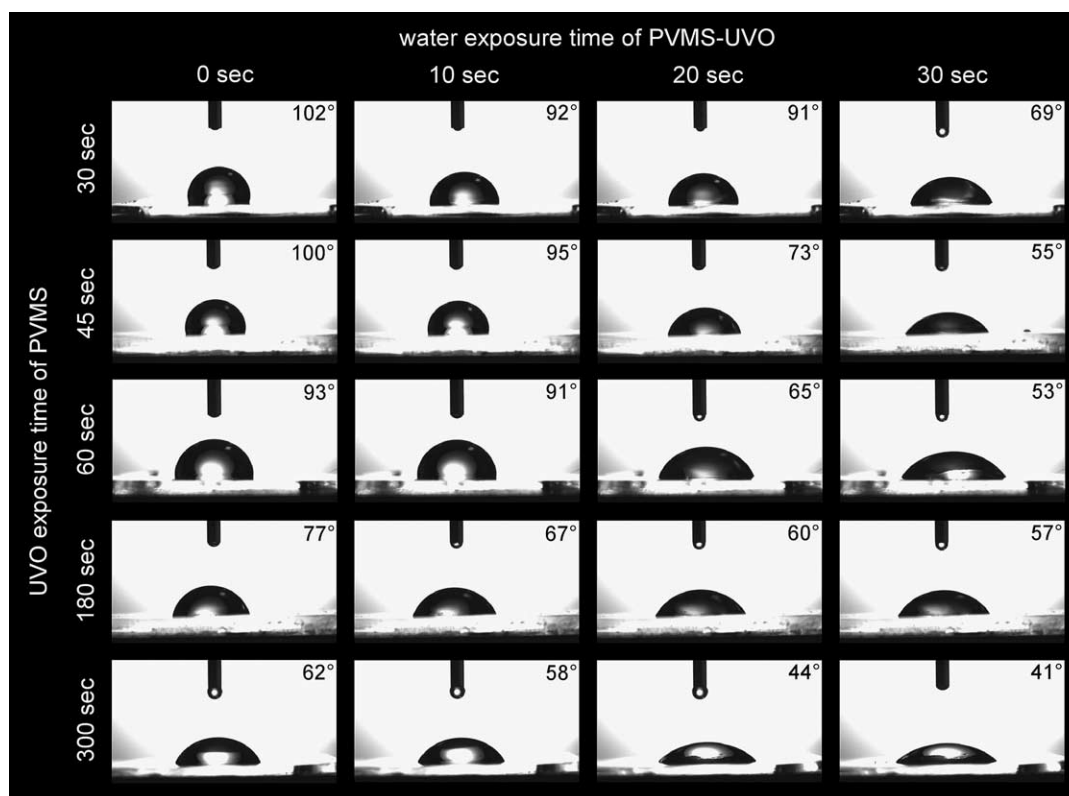 water exposure time of PVMS-UVO
0 sec 10 sec 20 sec 30 sec
UVO exposure time of PVMS
30 sec 102° 92° 91° 69°
45 sec 100° 95° 73° 55°
60 sec 93° 91° 65° 53°
180 sec 77° 67° 60° 57°
300 sec 62° 58° 44° 41°